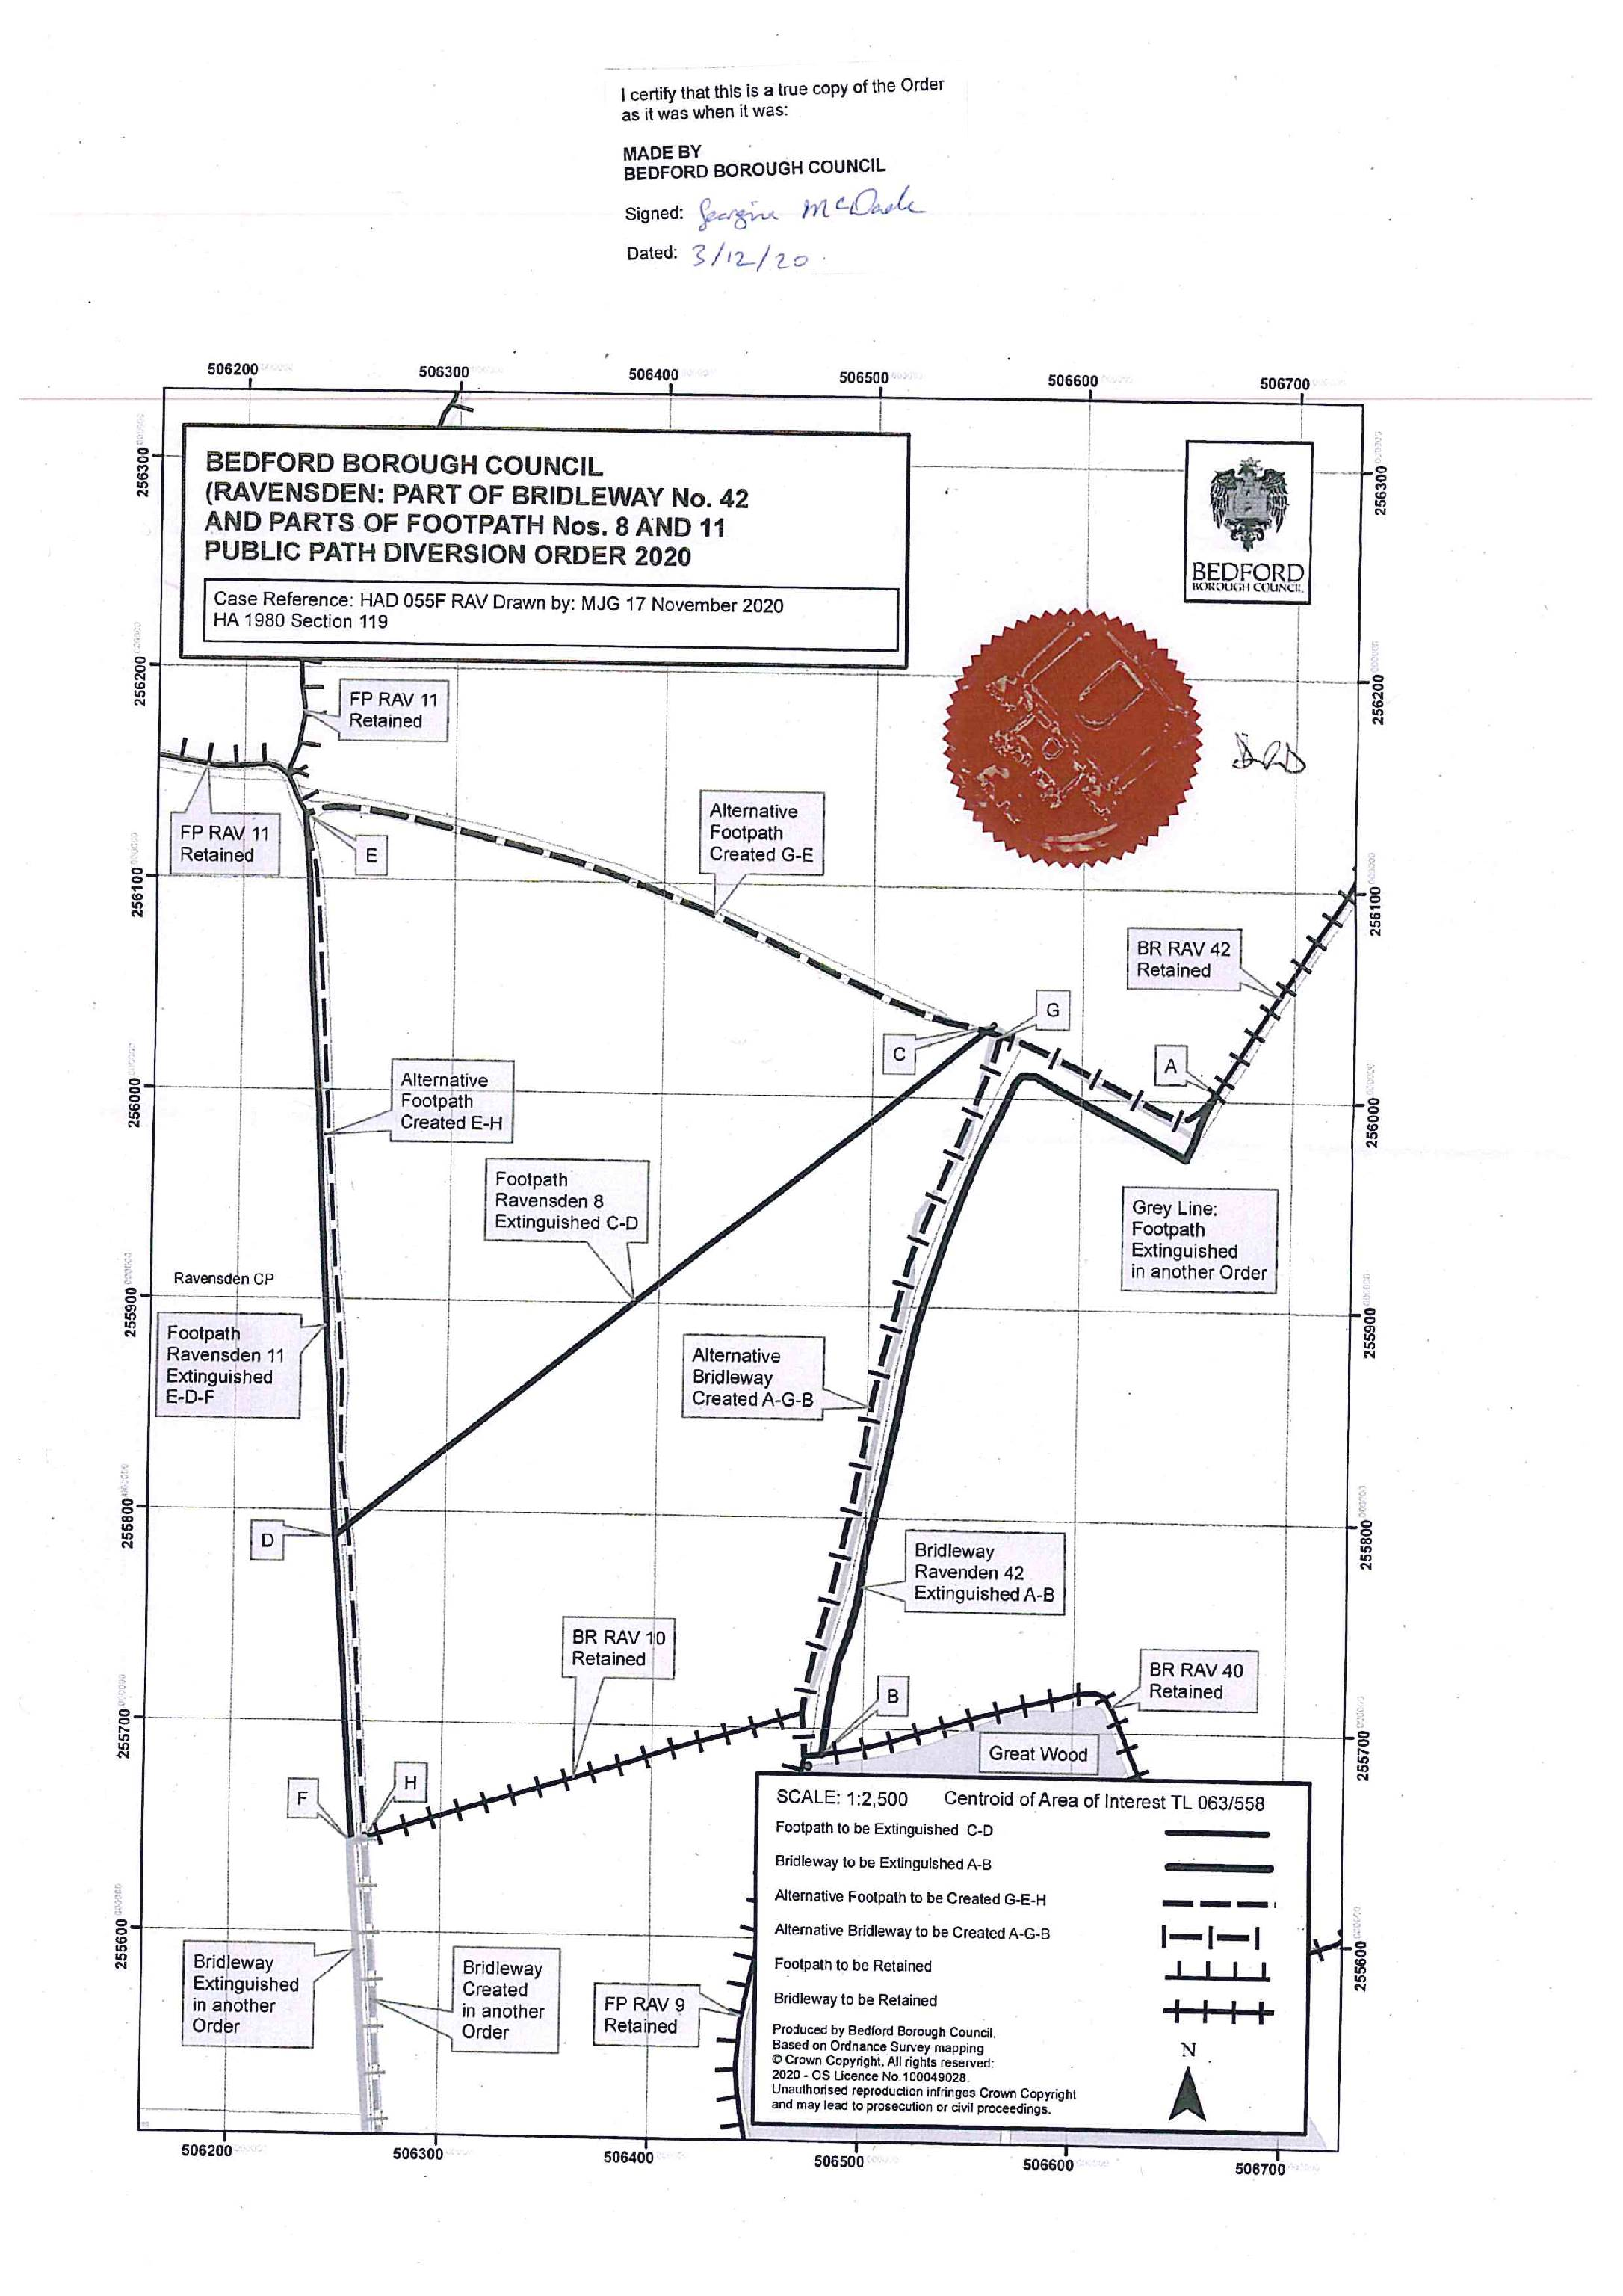 I certify that this is a true copy of the Order
as it was when it was:
MADE BY
BEDFORD BOROUGH COUNCIL
Signed: Georgina McDade
Dated: 3/12/20.
506200 506300 506400 506500 506600 506700
BEDFORD BOROUGH COUNCIL
(RAVENSDEN: PART OF BRIDLEWAY No. 42
AND PARTS OF FOOTPATH Nos. 8 AND 11
PUBLIC PATH DIVERSION ORDER 2020
Case Reference: HAD 055F RAV Drawn by: MJG 17 November 2020
HA 1980 Section 119
BEDFORD
BOROUGH COUNCIL
256300
256300
256200
256200
FP RAV 11
Retained
FP RAV 11
Retained
E
Alternative
Footpath
Created G-E
256100
256100
BR RAV 42
Retained
G
C
A
Alternative
Footpath
Created E-H
256000
256000
Footpath
Ravensden 8
Extinguished C-D
Grey Line:
Footpath
Extinguished
in another Order
Ravensden CP
255900
255900
Footpath
Ravensden 11
Extinguished
E-D-F
Alternative
Bridleway
Created A-G-B
255800
255800
D
Bridleway
Ravenden 42
Extinguished A-B
BR RAV 10
Retained
BR RAV 40
Retained
B
255700
255700
Great Wood
F
H
SCALE: 1:2,500 Centroid of Area of Interest TL 063/558
Footpath to be Extinguished C-D
Bridleway to be Extinguished A-B
Alternative Footpath to be Created G-E-H
Alternative Bridleway to be Created A-G-B
Footpath to be Retained
Bridleway to be Retained
Produced by Bedford Borough Council.
Based on Ordnance Survey mapping
© Crown Copyright. All rights reserved:
2020 - OS Licence No.100049028.
Unauthorised reproduction infringes Crown Copyright
and may lead to prosecution or civil proceedings.
N
255600
255600
Bridleway
Extinguished
in another
Order
Bridleway
Created
in another
Order
FP RAV 9
Retained
506200 506300 506400 506500 506600 506700